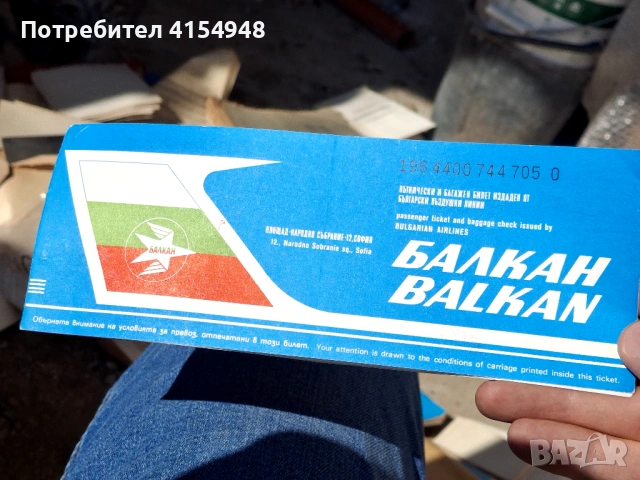 Потребител 4154948
196 4400 744 705 0
ПЪТНИЧЕСКИ И БАГАЖЕН БИЛЕТ ИЗДАДЕН ОТ
БЪЛГАРСКИ ВЪЗДУШНИ ЛИНИИ
passenger ticket and baggage check issued by
BULGARIAN AIRLINES
ПЛОЩАД·НАРОДНО СЪБРАНИЕ·12, СОФИЯ
12, Narodno Sobranie sq., Sofia
БАЛКАН
БАЛКАН
BALKAN
Обърнете внимание на условията за превоз, отпечатани в този билет. Your attention is drawn to the conditions of carriage printed inside this ticket.
BAZAR